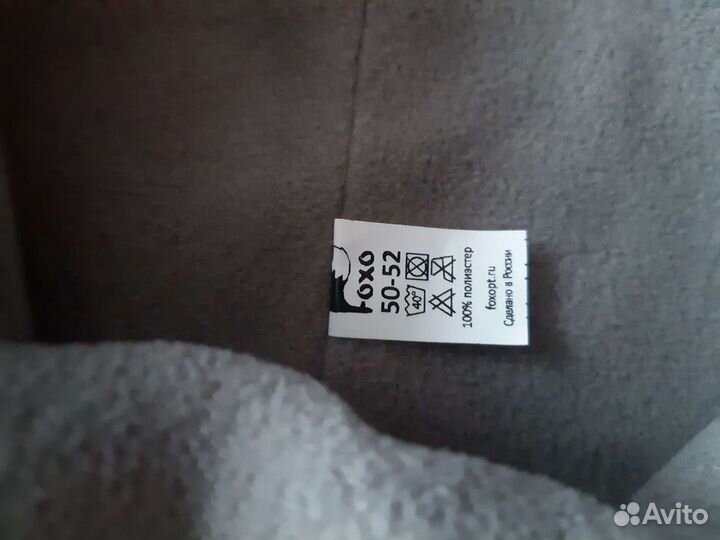 FOXO
50-52
40°
100% полиэстер
foxopt.ru
Сделано в России
Avito